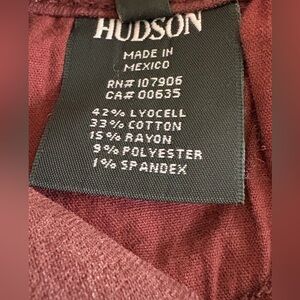 HUDSON
MADE IN
MEXICO
RN# 107906
CA# 00635
42% LYOCELL
33% COTTON
15% RAYON
9% POLYESTER
1% SPANDEX